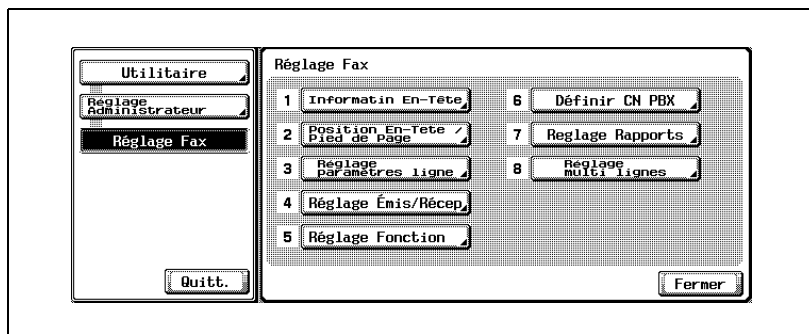 Utilitaire
Réglage
Administrateur
Réglage Fax
Quitt.
Réglage Fax
1 Informatin En-Tête
2 Position En-Tete /
Pied de Page
3 Réglage
paramètres ligne
4 Réglage Émis/Récep
5 Réglage Fonction
6 Définir CN PBX
7 Reglage Rapports
8 Réglage
multi lignes
Fermer